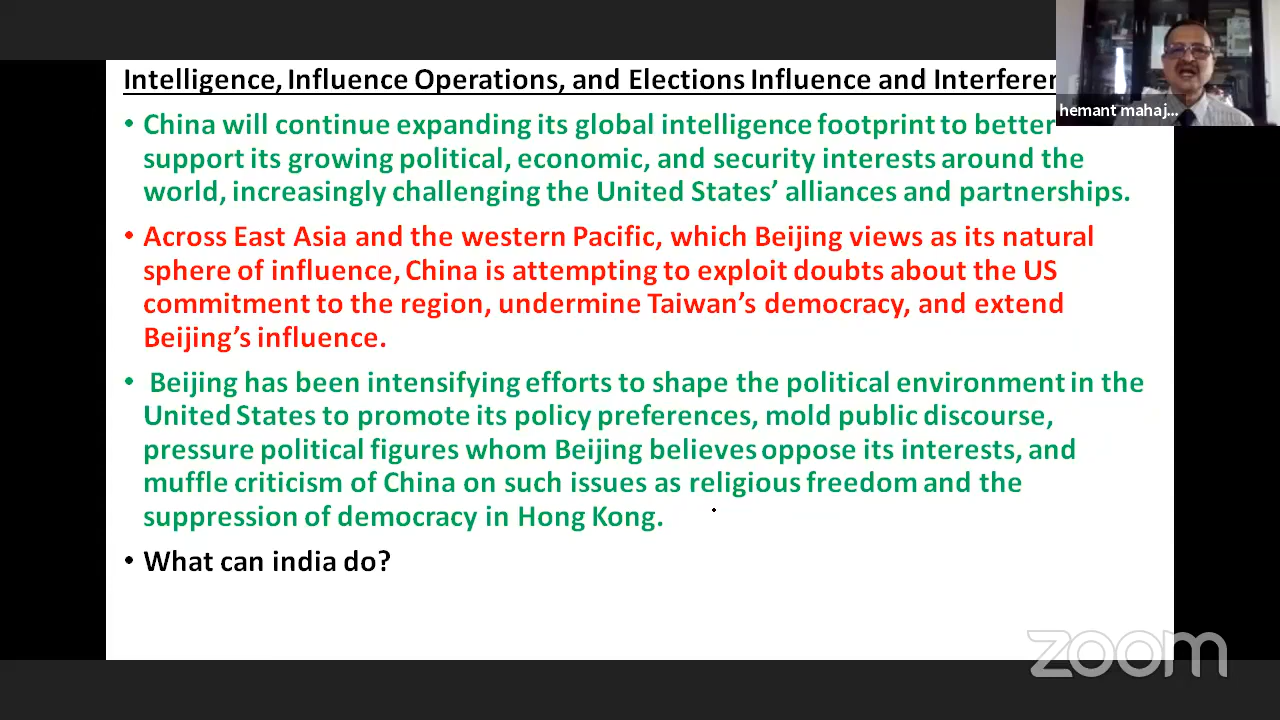 Intelligence, Influence Operations, and Elections Influence and Interferen
hemant mahaj...
• China will continue expanding its global intelligence footprint to better
support its growing political, economic, and security interests around the
world, increasingly challenging the United States’ alliances and partnerships.
• Across East Asia and the western Pacific, which Beijing views as its natural
sphere of influence, China is attempting to exploit doubts about the US
commitment to the region, undermine Taiwan’s democracy, and extend
Beijing’s influence.
• Beijing has been intensifying efforts to shape the political environment in the
United States to promote its policy preferences, mold public discourse,
pressure political figures whom Beijing believes oppose its interests, and
muffle criticism of China on such issues as religious freedom and the
suppression of democracy in Hong Kong.
• What can india do?
zoom